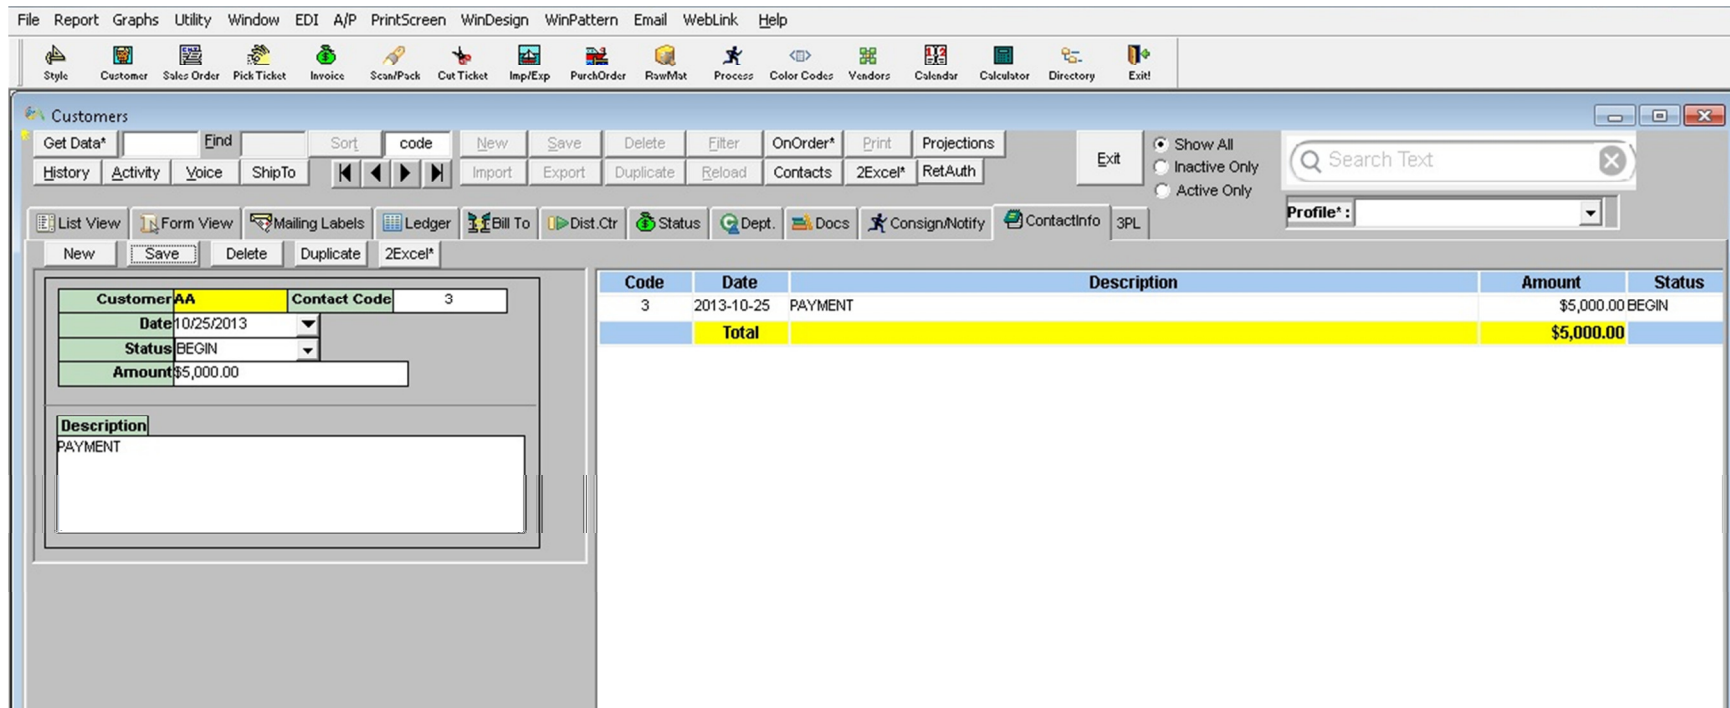 File Report Graphs Utility Window EDI A/P PrintScreen WinDesign WinPattern Email WebLink Help
Style Customer Sales Order Pick Ticket Invoice Scan/Pack Cut Ticket Imp/Exp PurchOrder RawMat Process Color Codes Vendors Calendar Calculator Directory Exit!
Customers
Get Data* Find Sort code New Save Delete Filter OnOrder* Print Projections
History Activity Voice ShipTo Import Export Duplicate Reload Contacts 2Excel* RetAuth
Exit
Show All
Inactive Only
Active Only
Search Text
Profile* :
List View Form View Mailing Labels Ledger Bill To Dist.Ctr Status Dept. Docs Consign/Notify ContactInfo 3PL
New Save Delete Duplicate 2Excel*
Customer AA Contact Code 3
Date 10/25/2013
Status BEGIN
Amount $5,000.00
Description
PAYMENT
Code Date Description Amount Status
3 2013-10-25 PAYMENT $5,000.00 BEGIN
Total $5,000.00